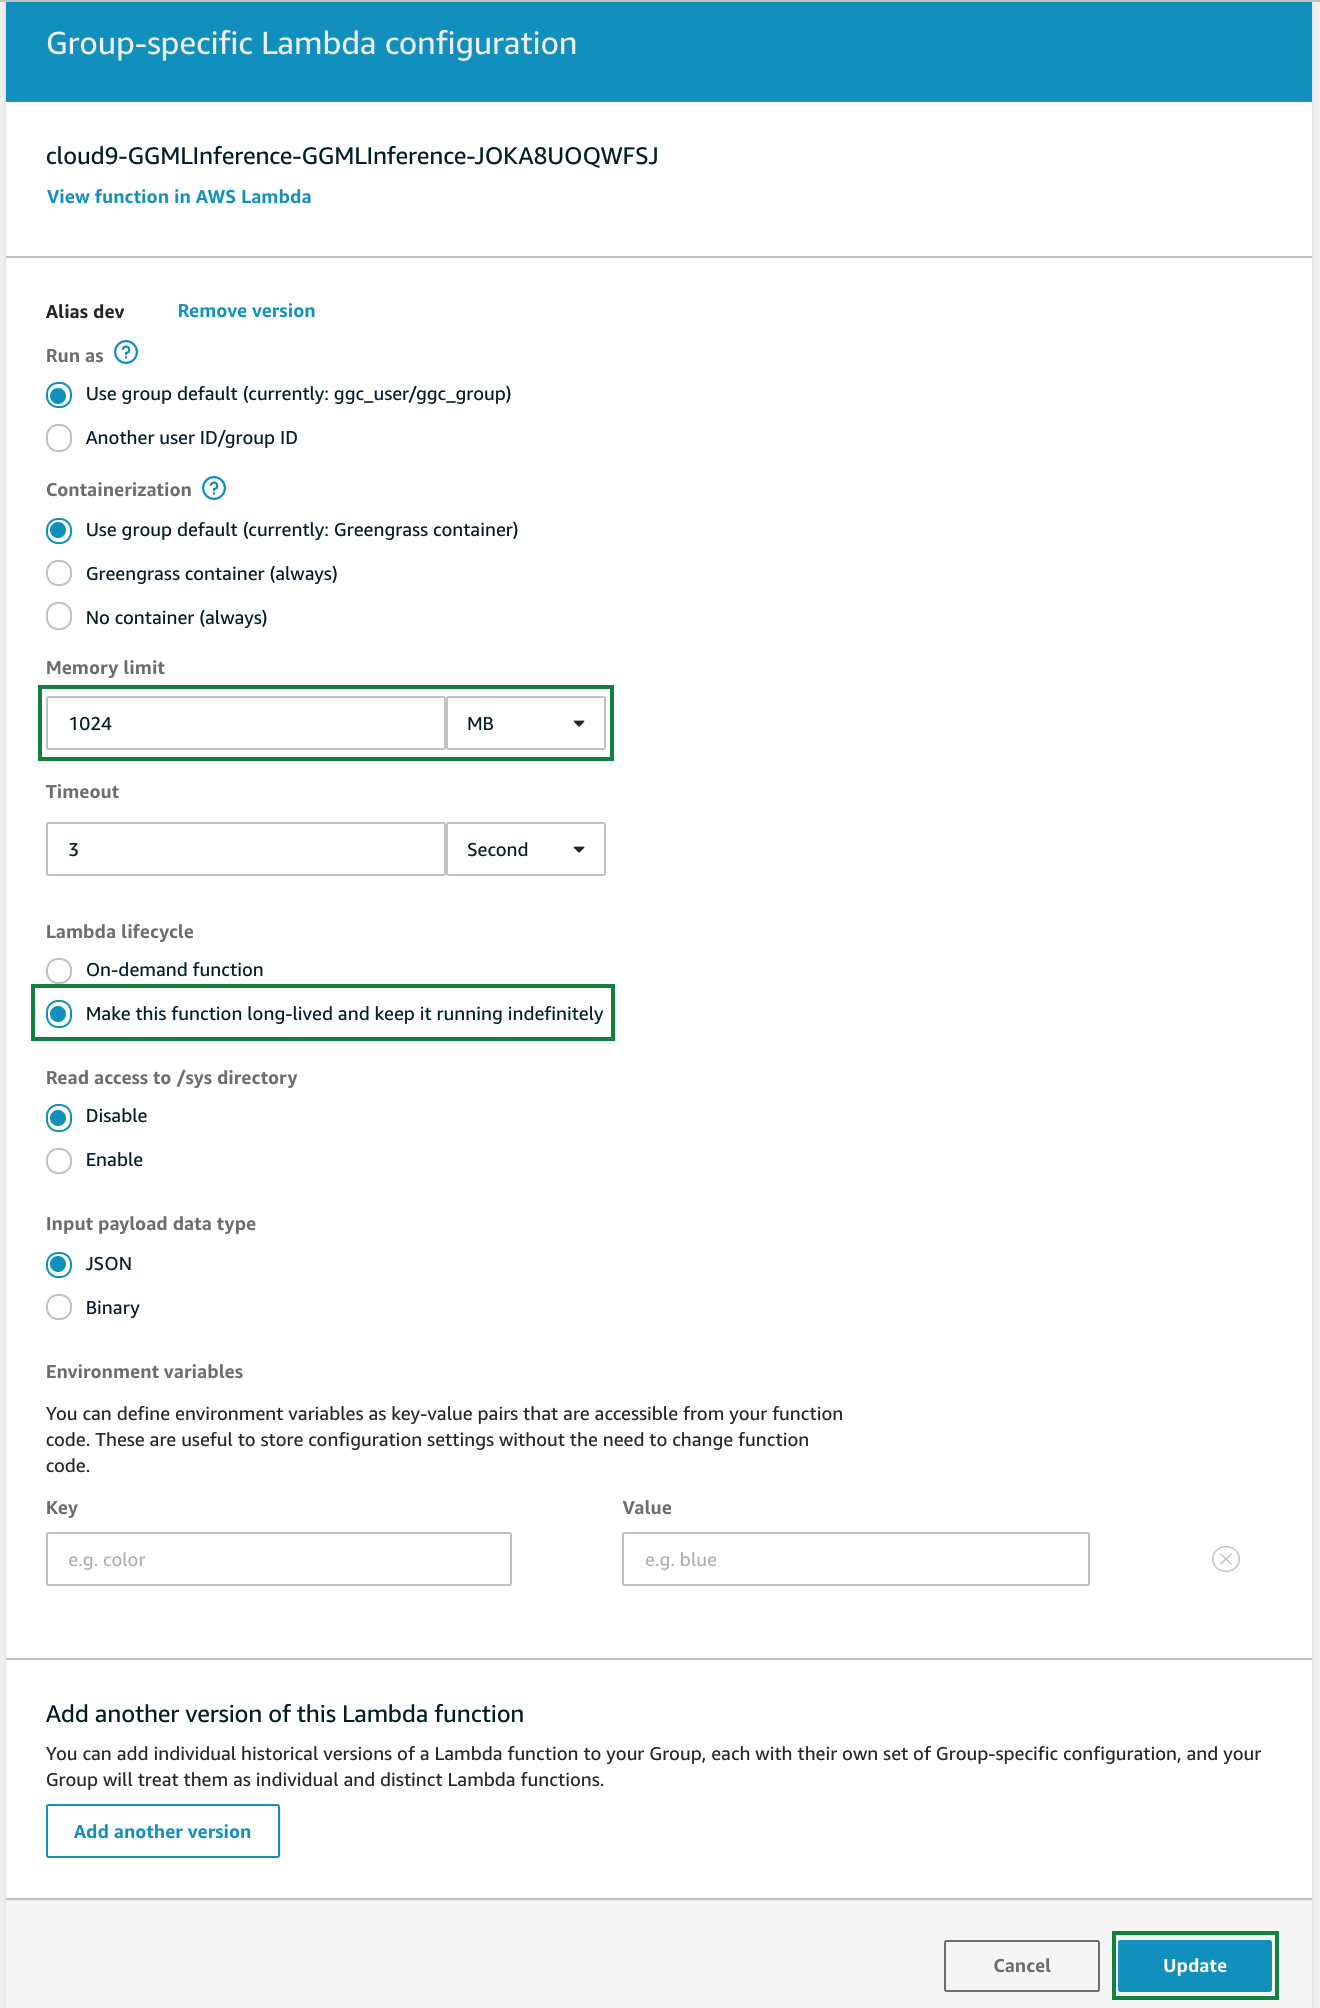 Group-specific Lambda configuration
cloud9-GGMLInference-GGMLInference-JOKA8UOQWFSJ
View function in AWS Lambda
Alias dev Remove version
Run as ?
Use group default (currently: ggc_user/ggc_group)
Another user ID/group ID
Containerization ?
Use group default (currently: Greengrass container)
Greengrass container (always)
No container (always)
Memory limit
1024 MB
Timeout
3 Second
Lambda lifecycle
On-demand function
Make this function long-lived and keep it running indefinitely
Read access to /sys directory
Disable
Enable
Input payload data type
JSON
Binary
Environment variables
You can define environment variables as key-value pairs that are accessible from your function
code. These are useful to store configuration settings without the need to change function
code.
Key Value
e.g. color e.g. blue
Add another version of this Lambda function
You can add individual historical versions of a Lambda function to your Group, each with their own set of Group-specific configuration, and your
Group will treat them as individual and distinct Lambda functions.
Add another version
Cancel Update